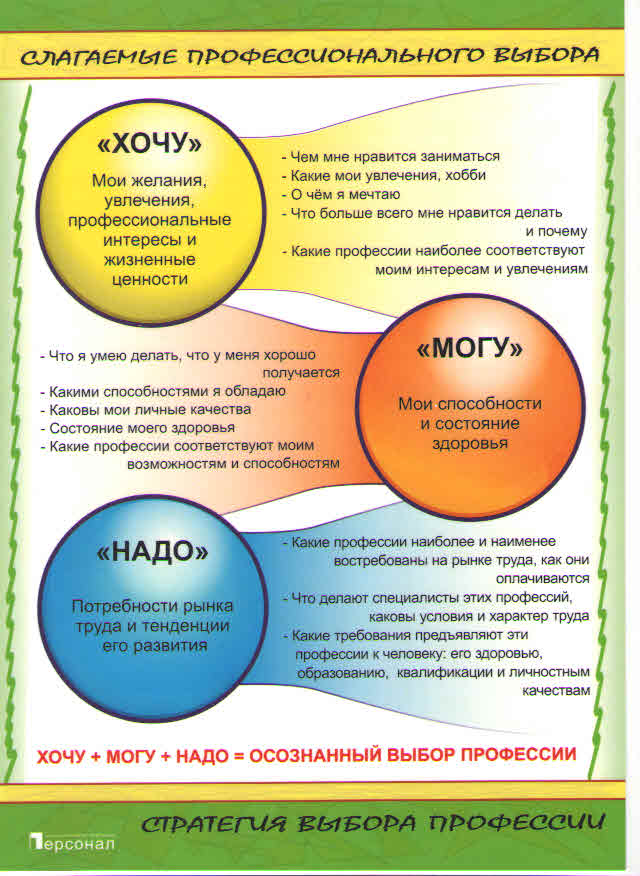 СЛАГАЕМЫЕ ПРОФЕССИОНАЛЬНОГО ВЫБОРА
«ХОЧУ»
Мои желания,
увлечения,
профессиональные
интересы и
жизненные
ценности
- Чем мне нравится заниматься
- Какие мои увлечения, хобби
- О чём я мечтаю
- Что больше всего мне нравится делать
и почему
- Какие профессии наиболее соответствуют
моим интересам и увлечениям
«МОГУ»
Мои способности
и состояние
здоровья
- Что я умею делать, что у меня хорошо
получается
- Какими способностями я обладаю
- Каковы мои личные качества
- Состояние моего здоровья
- Какие профессии соответствуют моим
возможностям и способностям
«НАДО»
Потребности рынка
труда и тенденции
его развития
- Какие профессии наиболее и наименее
востребованы на рынке труда, как они
оплачиваются
- Что делают специалисты этих профессий,
каковы условия и характер труда
- Какие требования предъявляют эти
профессии к человеку: его здоровью,
образованию, квалификации и личностным
качествам
ХОЧУ + МОГУ + НАДО = ОСОЗНАННЫЙ ВЫБОР ПРОФЕССИИ
СТРАТЕГИЯ ВЫБОРА ПРОФЕССИИ
Персонал